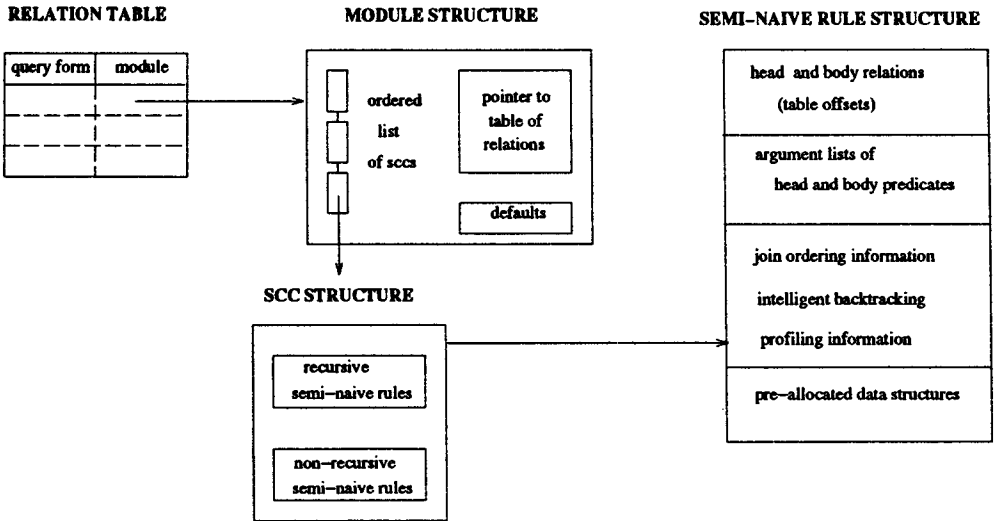 RELATION TABLE
query form
module
MODULE STRUCTURE
ordered
list
of sccs
pointer to
table of
relations
defaults
SCC STRUCTURE
recursive
semi-naive rules
non-recursive
semi-naive rules
SEMI-NAIVE RULE STRUCTURE
head and body relations
(table offsets)
argument lists of
head and body predicates
join ordering information
intelligent backtracking
profiling information
pre-allocated data structures